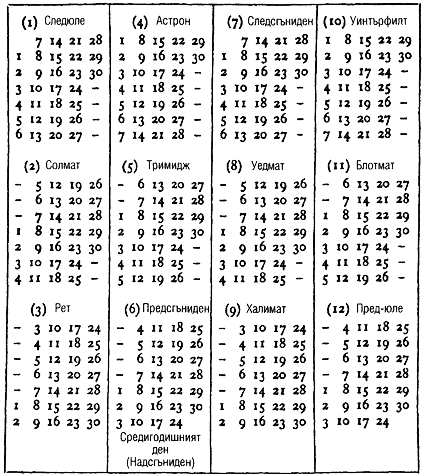 (1) Следюле
7 14 21 28
1 8 15 22 29
2 9 16 23 30
3 10 17 24 –
4 11 18 25 –
5 12 19 26 –
6 13 20 27 –
(2) Солмат
– 5 12 19 26
– 6 13 20 27
– 7 14 21 28
1 8 15 22 29
2 9 16 23 30
3 10 17 24 –
4 11 18 25 –
(3) Рет
– 3 10 17 24
– 4 11 18 25
– 5 12 19 26
– 6 13 20 27
– 7 14 21 28
1 8 15 22 29
2 9 16 23 30
(4) Астрон
1 8 15 22 29
2 9 16 23 30
3 10 17 24 –
4 11 18 25 –
5 12 19 26 –
6 13 20 27 –
7 14 21 28 –
(5) Тримидж
– 6 13 20 27
– 7 14 21 28
1 8 15 22 29
2 9 16 23 30
3 10 17 24 –
4 11 18 25 –
5 12 19 26 –
(6) Предсгъниден
– 4 11 18 25
– 5 12 19 26
– 6 13 20 27
– 7 14 21 28
1 8 15 22 29
2 9 16 23 30
3 10 17 24
Средигодишният
ден
(Надсгъниден)
(7) Следсгъниден
7 14 21 28
1 8 15 22 29
2 9 16 23 30
3 10 17 24 –
4 11 18 25 –
5 12 19 26 –
6 13 20 27 –
(8) Уедмат
– 5 12 19 26
– 6 13 20 27
– 7 14 21 28
1 8 15 22 29
2 9 16 23 30
3 10 17 24 –
4 11 18 25 –
(9) Халимат
– 3 10 17 24
– 4 11 18 25
– 5 12 19 26
– 6 13 20 27
– 7 14 21 28
1 8 15 22 29
2 9 16 23 30
(10) Уинтърфилт
1 8 15 22 29
2 9 16 23 30
3 10 17 24 –
4 11 18 25 –
5 12 19 26 –
6 13 20 27 –
7 14 21 28 –
(11) Блотмат
– 6 13 20 27
– 7 14 21 28
1 8 15 22 29
2 9 16 23 30
3 10 17 24 –
4 11 18 25 –
5 12 19 26 –
(12) Пред-юле
– 4 11 18 25
– 5 12 19 26
– 6 13 20 27
– 7 14 21 28
1 8 15 22 29
2 9 16 23 30
3 10 17 24